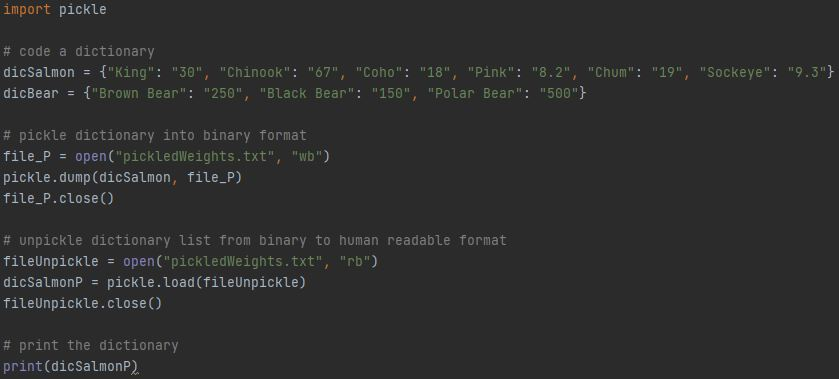 import pickle
# code a dictionary
dicSalmon = {"King": "30", "Chinook": "67", "Coho": "18", "Pink": "8.2", "Chum": "19", "Sockeye": "9.3"}
dicBear = {"Brown Bear": "250", "Black Bear": "150", "Polar Bear": "500"}
# pickle dictionary into binary format
file_P = open("pickledWeights.txt", "wb")
pickle.dump(dicSalmon, file_P)
file_P.close()
# unpickle dictionary list from binary to human readable format
fileUnpickle = open("pickledWeights.txt", "rb")
dicSalmonP = pickle.load(fileUnpickle)
fileUnpickle.close()
# print the dictionary
print(dicSalmonP)